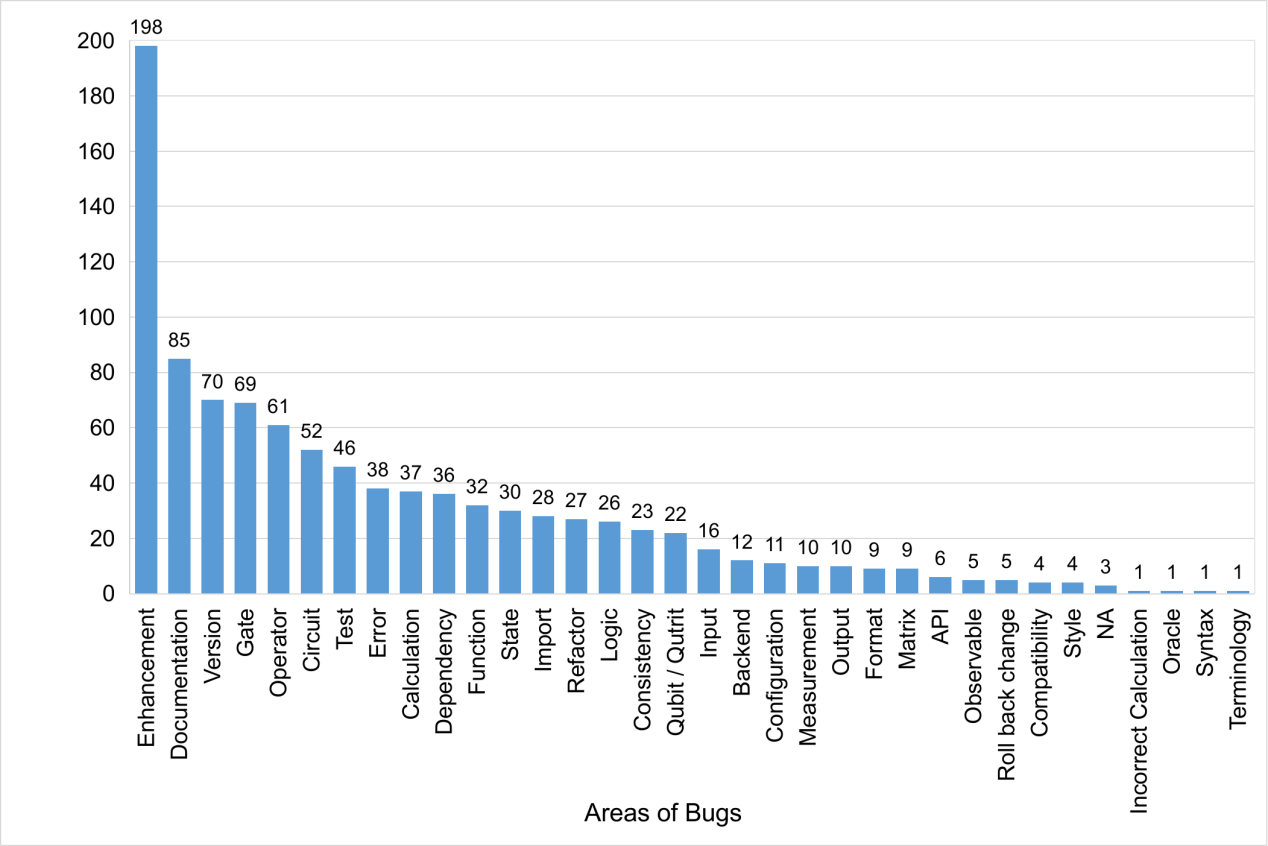 198
200
180
160
140
120
100
80
60
40
20
0
85
70
69
61
52
46
38
37
36
32
30
28
27
26
23
22
16
12
11
10
10
9
9
6
5
5
4
4
3
1
1
1
1
Enhancement
Documentation
Version
Gate
Operator
Circuit
Test
Error
Calculation
Dependency
Function
State
Import
Refactor
Logic
Consistency
Qubit / Qutrit
Input
Backend
Configuration
Measurement
Output
Format
Matrix
API
Observable
Roll back change
Compatibility
Style
NA
Incorrect Calculation
Oracle
Syntax
Terminology
Areas of Bugs